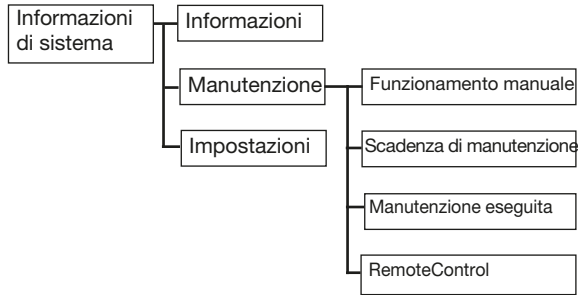 Informazioni
di sistema
Informazioni
Manutenzione
Impostazioni
Funzionamento manuale
Scadenza di manutenzione
Manutenzione eseguita
RemoteControl